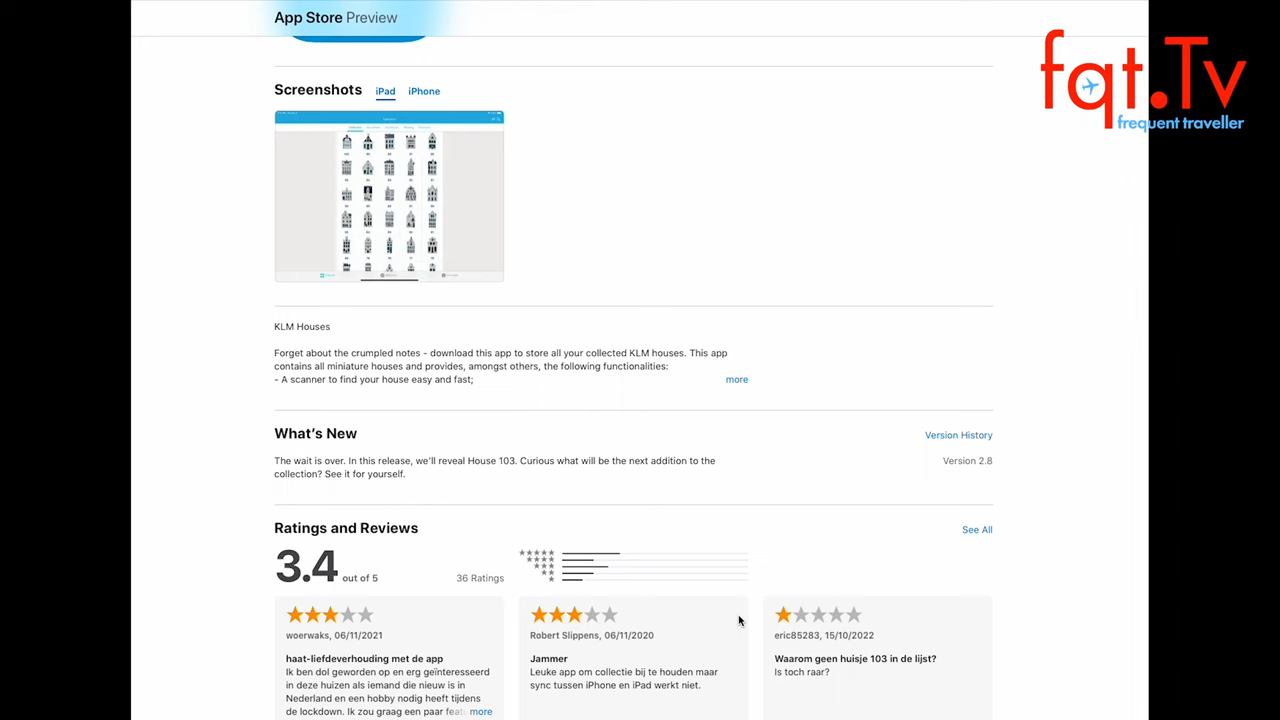 App Store Preview
fqt.Tv
frequent traveller
Screenshots iPad iPhone
KLM Houses
Forget about the crumpled notes - download this app to store all your collected KLM houses. This app
contains all miniature houses and provides, amongst others, the following functionalities:
- A scanner to find your house easy and fast;
more
What's New
Version History
The wait is over. In this release, we'll reveal House 103. Curious what will be the next addition to the
collection? See it for yourself.
Version 2.8
Ratings and Reviews
See All
3.4 out of 5
36 Ratings
woerwaks, 06/11/2021
haat-liefdeverhouding met de app
Ik ben dol geworden op en erg geïnteresseerd
in deze huizen als iemand die nieuw is in
Nederland en een hobby nodig heeft tijdens
de lockdown. Ik zou graag een paar feat more
Robert Slippens, 06/11/2020
Jammer
Leuke app om collectie bij te houden maar
sync tussen iPhone en iPad werkt niet.
eric85283, 15/10/2022
Waarom geen huisje 103 in de lijst?
Is toch raar?